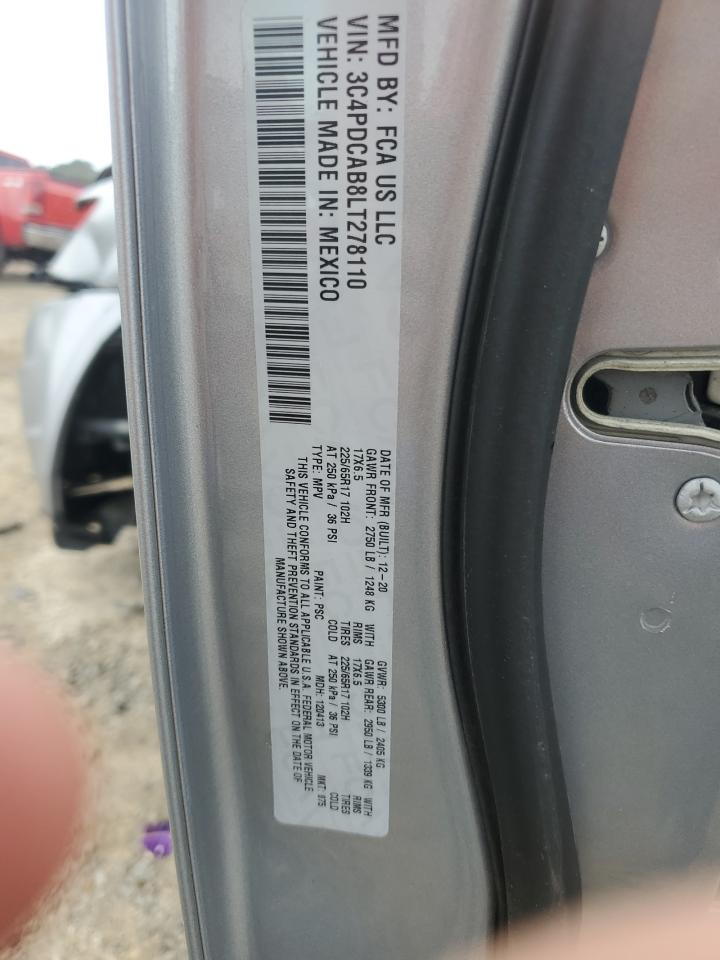 MFD BY: FCA US LLC
VIN: 3C4PDCAB8LT278110
VEHICLE MADE IN: MEXICO
DATE OF MFR (BUILT): 12-20 GVWR: 5300 LB / 2405 KG
GAWR FRONT: 2750 LB / 1248 KG WITH GAWR REAR: 2950 LB / 1339 KG WITH
17X6.5 RIMS 17X6.5 RIMS
225/65R17 102H TIRES 225/65R17 102H TIRES
AT 250 kPa / 36 PSI COLD AT 250 kPa / 36 PSI COLD
TYPE: MPV PAINT: PSC MDH: 120413 MKT: 975
THIS VEHICLE CONFORMS TO ALL APPLICABLE U.S.A. FEDERAL MOTOR VEHICLE
SAFETY AND THEFT PREVENTION STANDARDS IN EFFECT ON THE DATE OF
MANUFACTURE SHOWN ABOVE.